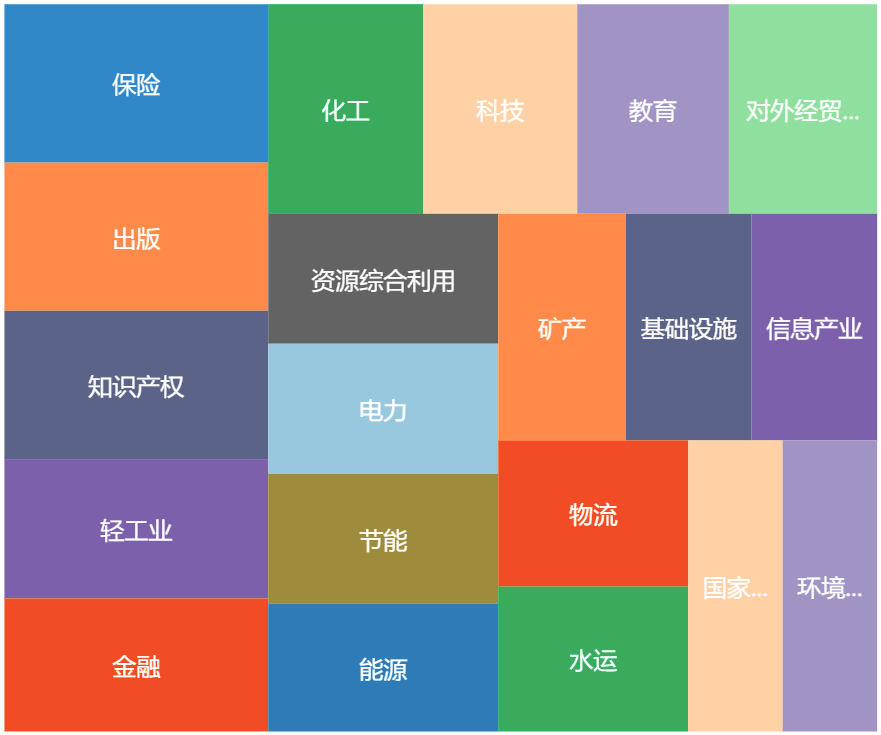 保险
出版
知识产权
轻工业
金融
化工
科技
教育
对外经贸...
资源综合利用
电力
节能
能源
矿产
基础设施
信息产业
物流
水运
国家...
环境...